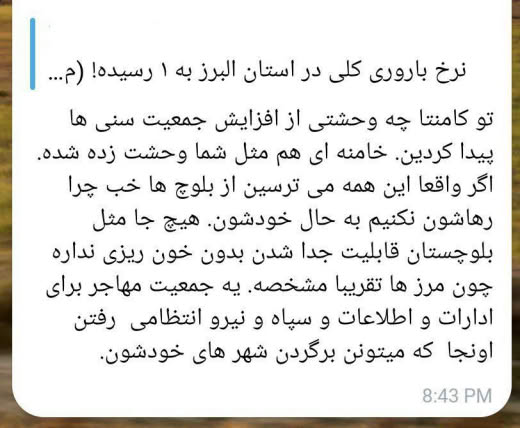 نرخ باروری کلی در استان البرز به ۱ رسیده! (م...
تو کامنتا چه وحشتی از افزایش جمعیت سنی ها
پیدا کردین. خامنه ای هم مثل شما وحشت زده شده.
اگر واقعا این همه می ترسین از بلوچ ها خب چرا
رهاشون نکنیم به حال خودشون. هیچ جا مثل
بلوچستان قابلیت جدا شدن بدون خون ریزی نداره
چون مرز ها تقریبا مشخصه. یه جمعیت مهاجر برای
ادارات و اطلاعات و سپاه و نیرو انتظامی رفتن
اونجا که میتونن برگردن شهر های خودشون.
8:43 PM